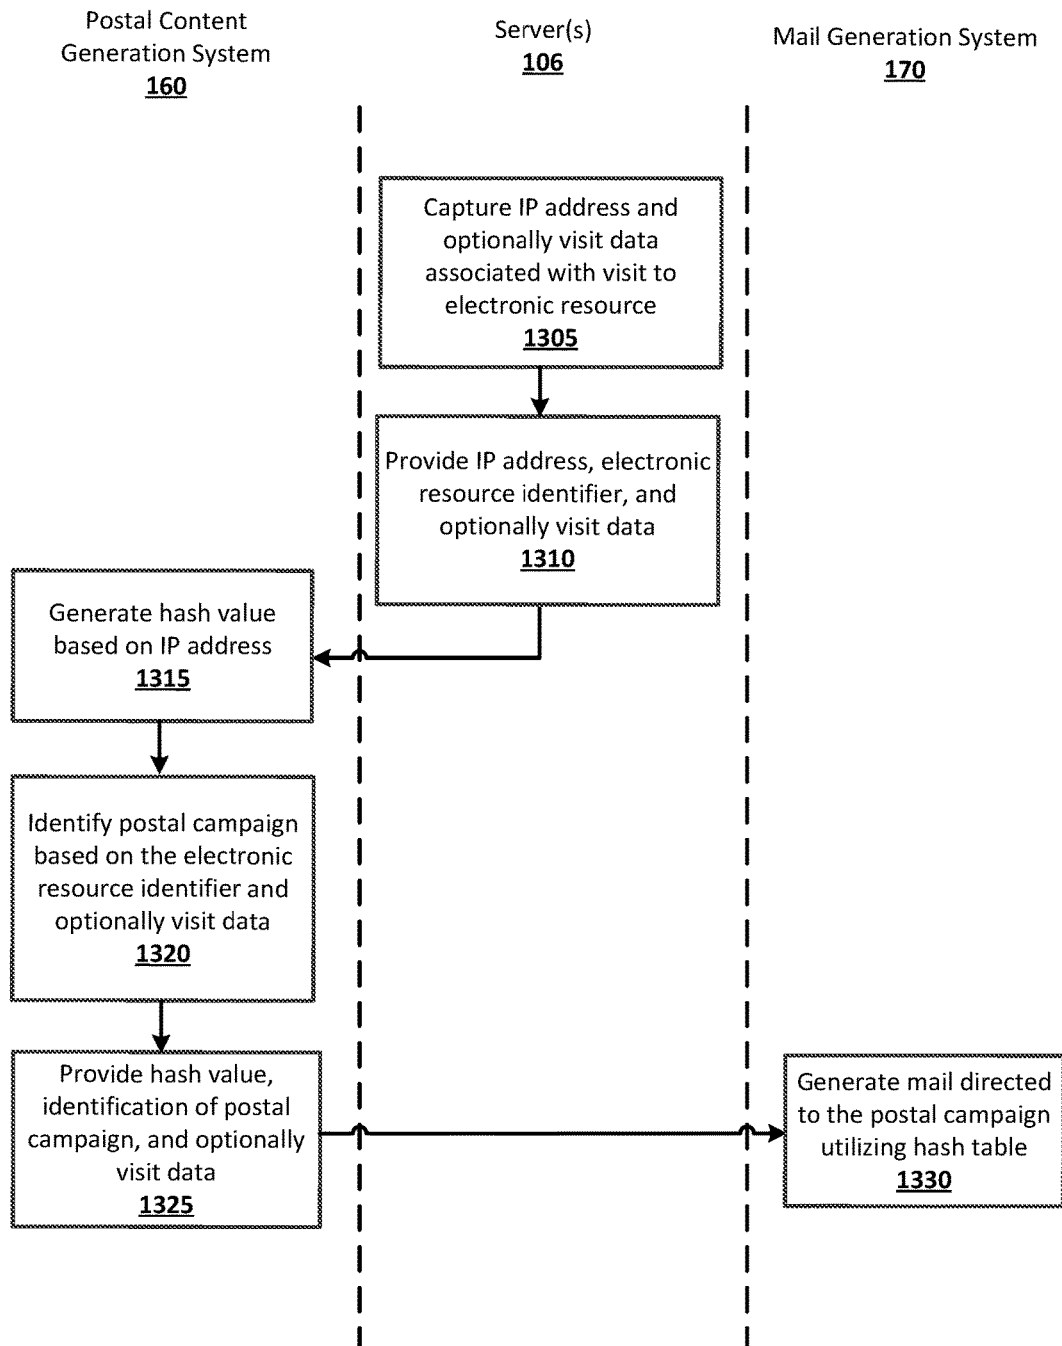 Postal Content
Generation System
160
Server(s)
106
Mail Generation System
170
Capture IP address and
optionally visit data
associated with visit to
electronic resource
1305
Provide IP address, electronic
resource identifier, and
optionally visit data
1310
Generate hash value
based on IP address
1315
Identify postal campaign
based on the electronic
resource identifier and
optionally visit data
1320
Provide hash value,
identification of postal
campaign, and optionally
visit data
1325
Generate mail directed
to the postal campaign
utilizing hash table
1330